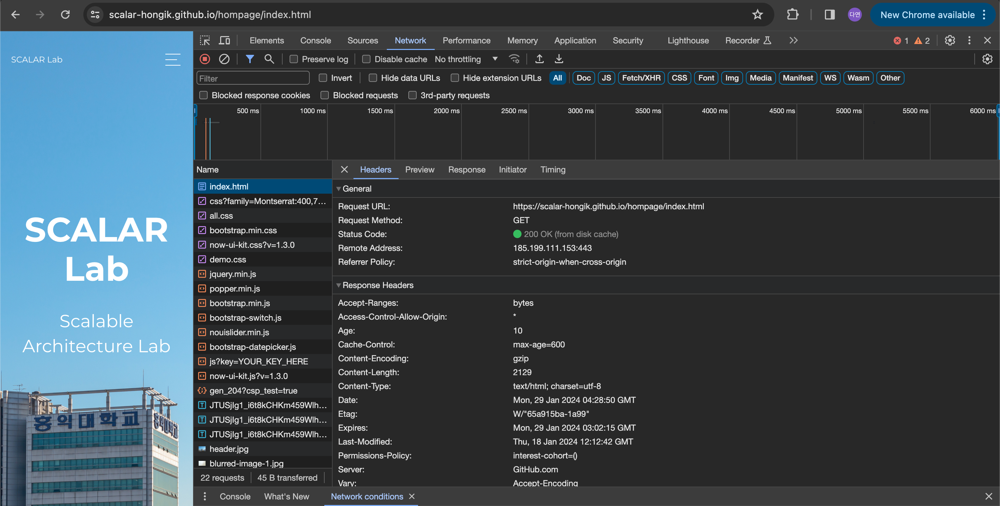 scalar-hongik.github.io/hompage/index.html
다연
New Chrome available
SCALAR Lab
SCALAR
Lab
Scalable
Architecture Lab
홍익대학교
홍익대학교
Elements Console Sources Network Performance Memory Application Security Lighthouse Recorder 1 2
Preserve log Disable cache No throttling
Filter Invert Hide data URLs Hide extension URLs All Doc JS Fetch/XHR CSS Font Img Media Manifest WS Wasm Other
Blocked response cookies Blocked requests 3rd-party requests
500 ms 1000 ms 1500 ms 2000 ms 2500 ms 3000 ms 3500 ms 4000 ms 4500 ms 5000 ms 5500 ms 6000 ms
Name
index.html
css?family=Montserrat:400,7...
all.css
bootstrap.min.css
now-ui-kit.css?v=1.3.0
demo.css
jquery.min.js
popper.min.js
bootstrap.min.js
bootstrap-switch.js
nouislider.min.js
bootstrap-datepicker.js
js?key=YOUR_KEY_HERE
now-ui-kit.js?v=1.3.0
gen_204?csp_test=true
JTUSjIg1_i6t8kCHKm459Wlh...
JTUSjIg1_i6t8kCHKm459Wlh...
JTUSjIg1_i6t8kCHKm459Wlh...
header.jpg
blurred-image-1.jpg
22 requests 45 B transferred
Headers Preview Response Initiator Timing
General
Request URL: https://scalar-hongik.github.io/hompage/index.html
Request Method: GET
Status Code: 200 OK (from disk cache)
Remote Address: 185.199.111.153:443
Referrer Policy: strict-origin-when-cross-origin
Response Headers
Accept-Ranges: bytes
Access-Control-Allow-Origin: *
Age: 10
Cache-Control: max-age=600
Content-Encoding: gzip
Content-Length: 2129
Content-Type: text/html; charset=utf-8
Date: Mon, 29 Jan 2024 04:28:50 GMT
Etag: W/"65a915ba-1a99"
Expires: Mon, 29 Jan 2024 03:02:15 GMT
Last-Modified: Thu, 18 Jan 2024 12:12:42 GMT
Permissions-Policy: interest-cohort=()
Server: GitHub.com
Vary: Accept-Encoding
Console What's New Network conditions